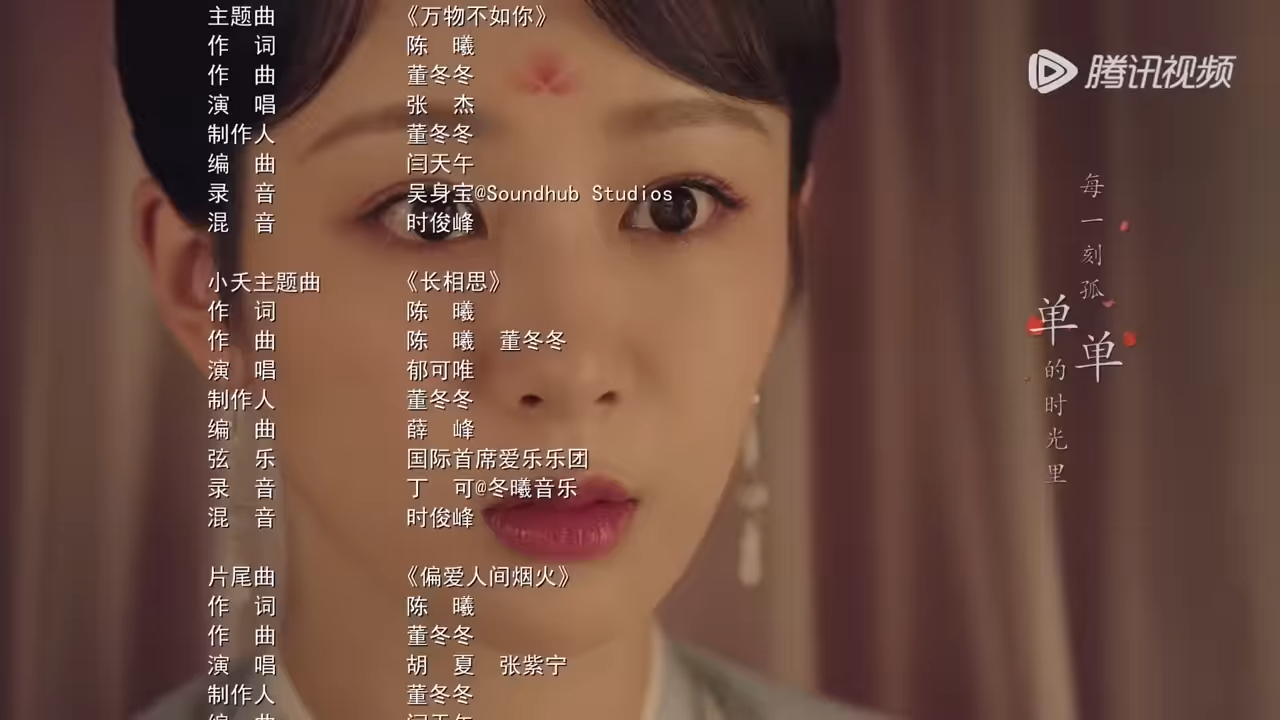 主题曲 《万物不如你》
作 词 陈 曦
作 曲 董冬冬
演 唱 张 杰
制作人 董冬冬
编 曲 闫天午
录 音 吴身宝@Soundhub Studios
混 音 时俊峰
小夭主题曲 《长相思》
作 词 陈 曦
作 曲 陈 曦 董冬冬
演 唱 郁可唯
制作人 董冬冬
编 曲 薛 峰
弦 乐 国际首席爱乐乐团
录 音 丁 可@冬曦音乐
混 音 时俊峰
片尾曲 《偏爱人间烟火》
作 词 陈 曦
作 曲 董冬冬
演 唱 胡 夏 张紫宁
制作人 董冬冬
编 曲 闫天午
腾讯视频
每一刻孤单单的时光里